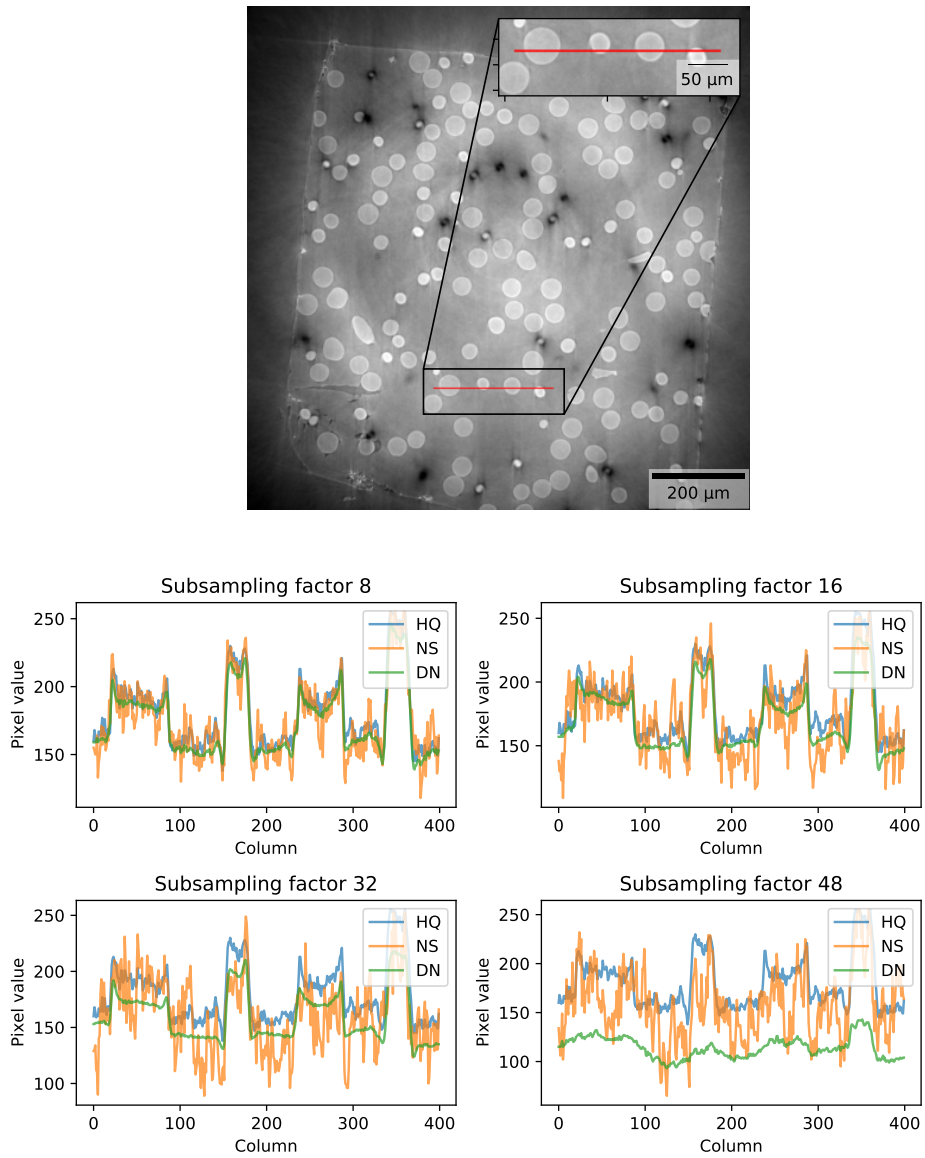 50 µm
200 µm
Subsampling factor 8
Pixel value
250
200
150
HQ
NS
DN
0
100
200
300
400
Column
Subsampling factor 16
Pixel value
250
200
150
HQ
NS
DN
0
100
200
300
400
Column
Subsampling factor 32
Pixel value
250
200
150
100
HQ
NS
DN
0
100
200
300
400
Column
Subsampling factor 48
Pixel value
250
200
150
100
HQ
NS
DN
0
100
200
300
400
Column